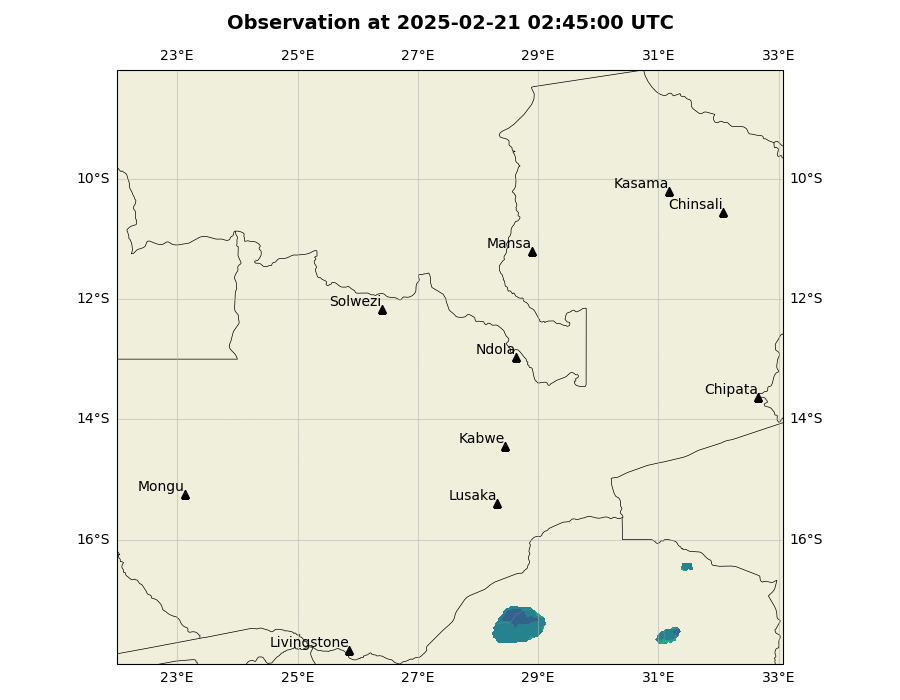 Observation at 2025-02-21 02:45:00 UTC
23°E 25°E 27°E 29°E 31°E 33°E
10°S 10°S
Kasama
Chinsali
Mansa
12°S 12°S
Solwezi
Ndola
Chipata
14°S 14°S
Kabwe
Mongu
Lusaka
16°S 16°S
Livingstone
23°E 25°E 27°E 29°E 31°E 33°E